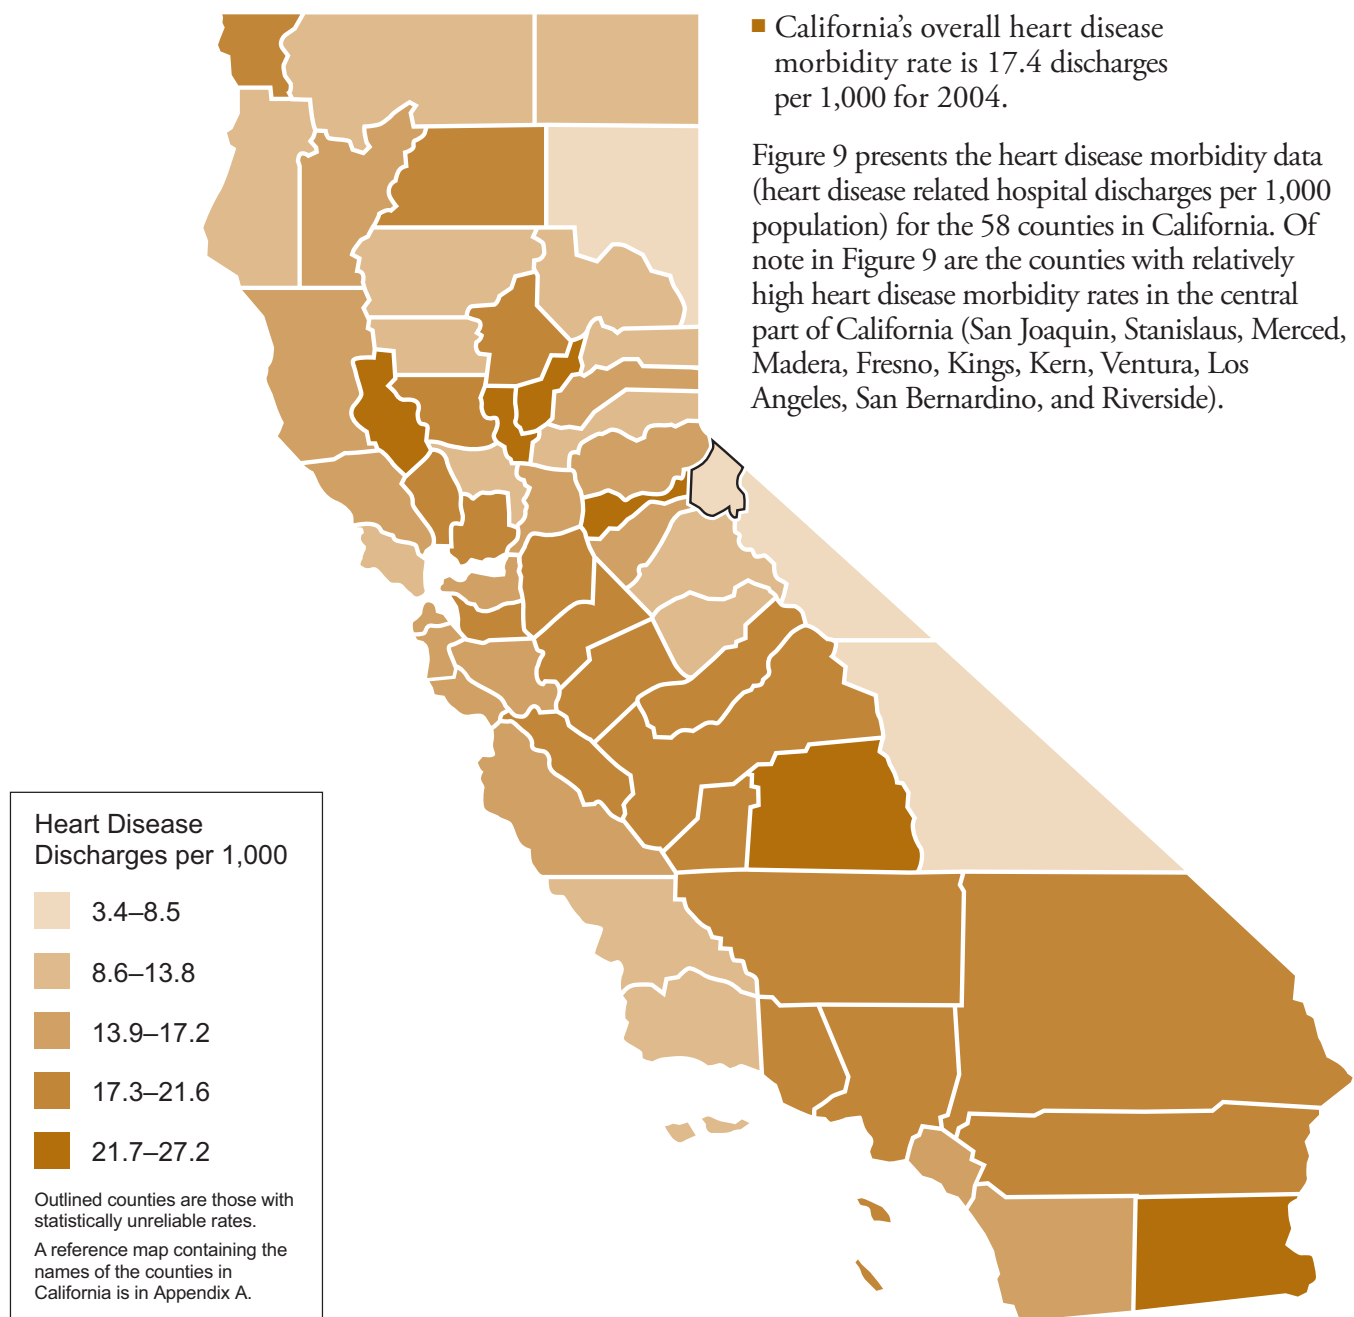 ■ California’s overall heart disease
morbidity rate is 17.4 discharges
per 1,000 for 2004.
Figure 9 presents the heart disease morbidity data
(heart disease related hospital discharges per 1,000
population) for the 58 counties in California. Of
note in Figure 9 are the counties with relatively
high heart disease morbidity rates in the central
part of California (San Joaquin, Stanislaus, Merced,
Madera, Fresno, Kings, Kern, Ventura, Los
Angeles, San Bernardino, and Riverside).
Heart Disease
Discharges per 1,000
3.4–8.5
8.6–13.8
13.9–17.2
17.3–21.6
21.7–27.2
Outlined counties are those with
statistically unreliable rates.
A reference map containing the
names of the counties in
California is in Appendix A.